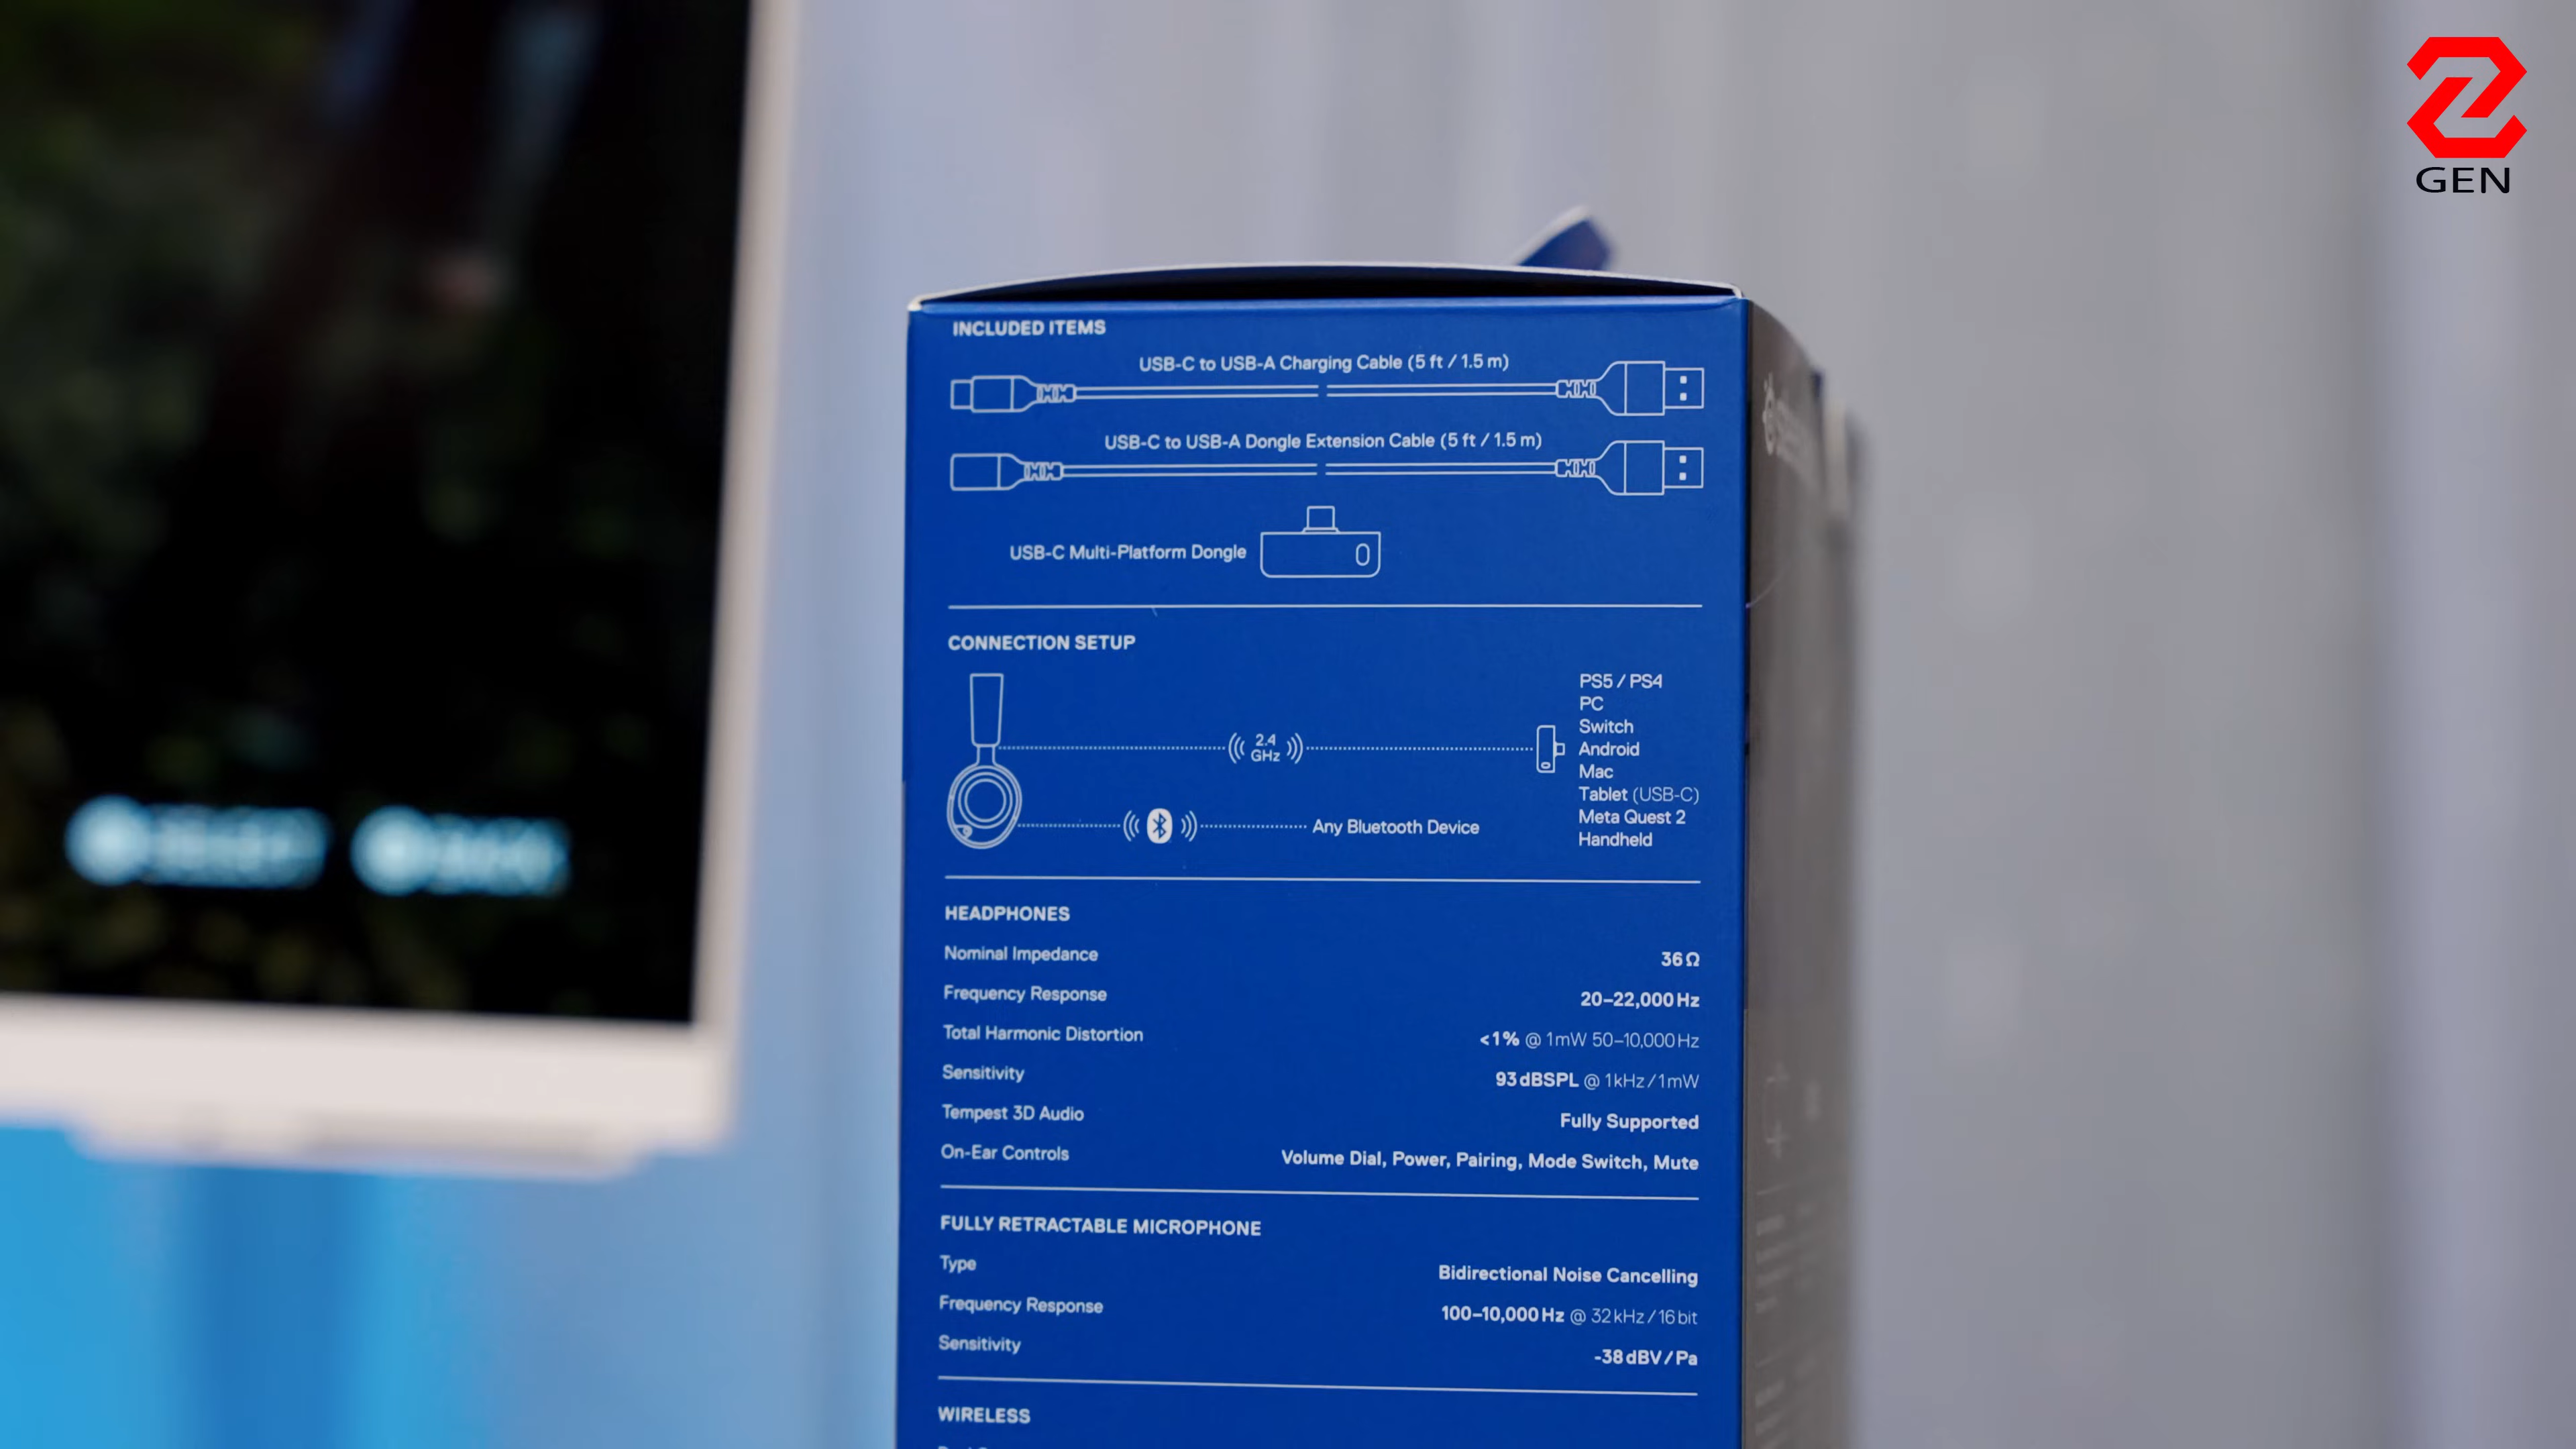 GEN
INCLUDED ITEMS
USB-C to USB-A Charging Cable (5 ft / 1.5 m)
USB-C to USB-A Dongle Extension Cable (5 ft / 1.5 m)
USB-C Multi-Platform Dongle
CONNECTION SETUP
2.4
GHz
PS5 / PS4
PC
Switch
Android
Mac
Tablet (USB-C)
Meta Quest 2
Handheld
Any Bluetooth Device
HEADPHONES
Nominal Impedance 36 Ω
Frequency Response 20–22,000 Hz
Total Harmonic Distortion <1% @ 1mW 50–10,000 Hz
Sensitivity 93 dBSPL @ 1kHz / 1mW
Tempest 3D Audio Fully Supported
On-Ear Controls Volume Dial, Power, Pairing, Mode Switch, Mute
FULLY RETRACTABLE MICROPHONE
Type Bidirectional Noise Cancelling
Frequency Response 100–10,000 Hz @ 32 kHz / 16 bit
Sensitivity -38 dBV / Pa
WIRELESS